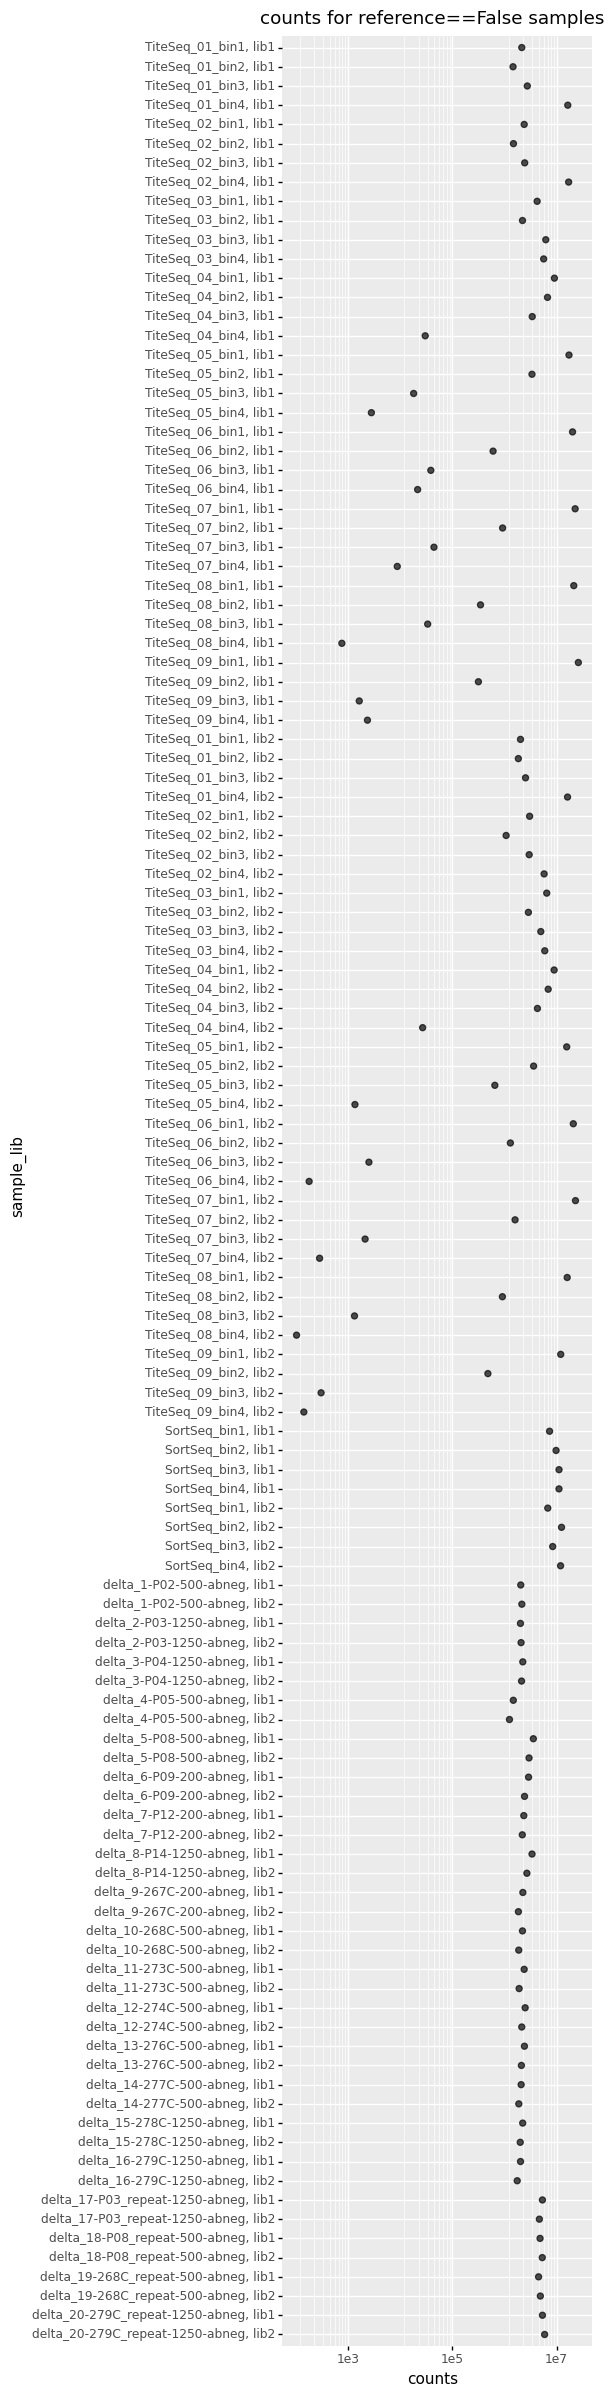 counts for reference==False samples
TiteSeq_01_bin1, lib1
TiteSeq_01_bin2, lib1
TiteSeq_01_bin3, lib1
TiteSeq_01_bin4, lib1
TiteSeq_02_bin1, lib1
TiteSeq_02_bin2, lib1
TiteSeq_02_bin3, lib1
TiteSeq_02_bin4, lib1
TiteSeq_03_bin1, lib1
TiteSeq_03_bin2, lib1
TiteSeq_03_bin3, lib1
TiteSeq_03_bin4, lib1
TiteSeq_04_bin1, lib1
TiteSeq_04_bin2, lib1
TiteSeq_04_bin3, lib1
TiteSeq_04_bin4, lib1
TiteSeq_05_bin1, lib1
TiteSeq_05_bin2, lib1
TiteSeq_05_bin3, lib1
TiteSeq_05_bin4, lib1
TiteSeq_06_bin1, lib1
TiteSeq_06_bin2, lib1
TiteSeq_06_bin3, lib1
TiteSeq_06_bin4, lib1
TiteSeq_07_bin1, lib1
TiteSeq_07_bin2, lib1
TiteSeq_07_bin3, lib1
TiteSeq_07_bin4, lib1
TiteSeq_08_bin1, lib1
TiteSeq_08_bin2, lib1
TiteSeq_08_bin3, lib1
TiteSeq_08_bin4, lib1
TiteSeq_09_bin1, lib1
TiteSeq_09_bin2, lib1
TiteSeq_09_bin3, lib1
TiteSeq_09_bin4, lib1
TiteSeq_01_bin1, lib2
TiteSeq_01_bin2, lib2
TiteSeq_01_bin3, lib2
TiteSeq_01_bin4, lib2
TiteSeq_02_bin1, lib2
TiteSeq_02_bin2, lib2
TiteSeq_02_bin3, lib2
TiteSeq_02_bin4, lib2
TiteSeq_03_bin1, lib2
TiteSeq_03_bin2, lib2
TiteSeq_03_bin3, lib2
TiteSeq_03_bin4, lib2
TiteSeq_04_bin1, lib2
TiteSeq_04_bin2, lib2
TiteSeq_04_bin3, lib2
TiteSeq_04_bin4, lib2
TiteSeq_05_bin1, lib2
TiteSeq_05_bin2, lib2
TiteSeq_05_bin3, lib2
TiteSeq_05_bin4, lib2
TiteSeq_06_bin1, lib2
TiteSeq_06_bin2, lib2
TiteSeq_06_bin3, lib2
TiteSeq_06_bin4, lib2
TiteSeq_07_bin1, lib2
TiteSeq_07_bin2, lib2
TiteSeq_07_bin3, lib2
TiteSeq_07_bin4, lib2
TiteSeq_08_bin1, lib2
TiteSeq_08_bin2, lib2
TiteSeq_08_bin3, lib2
TiteSeq_08_bin4, lib2
TiteSeq_09_bin1, lib2
TiteSeq_09_bin2, lib2
TiteSeq_09_bin3, lib2
TiteSeq_09_bin4, lib2
SortSeq_bin1, lib1
SortSeq_bin2, lib1
SortSeq_bin3, lib1
SortSeq_bin4, lib1
SortSeq_bin1, lib2
SortSeq_bin2, lib2
SortSeq_bin3, lib2
SortSeq_bin4, lib2
delta_1-P02-500-abneg, lib1
delta_1-P02-500-abneg, lib2
delta_2-P03-1250-abneg, lib1
delta_2-P03-1250-abneg, lib2
delta_3-P04-1250-abneg, lib1
delta_3-P04-1250-abneg, lib2
delta_4-P05-500-abneg, lib1
delta_4-P05-500-abneg, lib2
delta_5-P08-500-abneg, lib1
delta_5-P08-500-abneg, lib2
delta_6-P09-200-abneg, lib1
delta_6-P09-200-abneg, lib2
delta_7-P12-200-abneg, lib1
delta_7-P12-200-abneg, lib2
delta_8-P14-1250-abneg, lib1
delta_8-P14-1250-abneg, lib2
delta_9-267C-200-abneg, lib1
delta_9-267C-200-abneg, lib2
delta_10-268C-500-abneg, lib1
delta_10-268C-500-abneg, lib2
delta_11-273C-500-abneg, lib1
delta_11-273C-500-abneg, lib2
delta_12-274C-500-abneg, lib1
delta_12-274C-500-abneg, lib2
delta_13-276C-500-abneg, lib1
delta_13-276C-500-abneg, lib2
delta_14-277C-500-abneg, lib1
delta_14-277C-500-abneg, lib2
delta_15-278C-1250-abneg, lib1
delta_15-278C-1250-abneg, lib2
delta_16-279C-1250-abneg, lib1
delta_16-279C-1250-abneg, lib2
delta_17-P03_repeat-1250-abneg, lib1
delta_17-P03_repeat-1250-abneg, lib2
delta_18-P08_repeat-500-abneg, lib1
delta_18-P08_repeat-500-abneg, lib2
delta_19-268C_repeat-500-abneg, lib1
delta_19-268C_repeat-500-abneg, lib2
delta_20-279C_repeat-1250-abneg, lib1
delta_20-279C_repeat-1250-abneg, lib2
sample_lib
1e3 1e5 1e7
counts